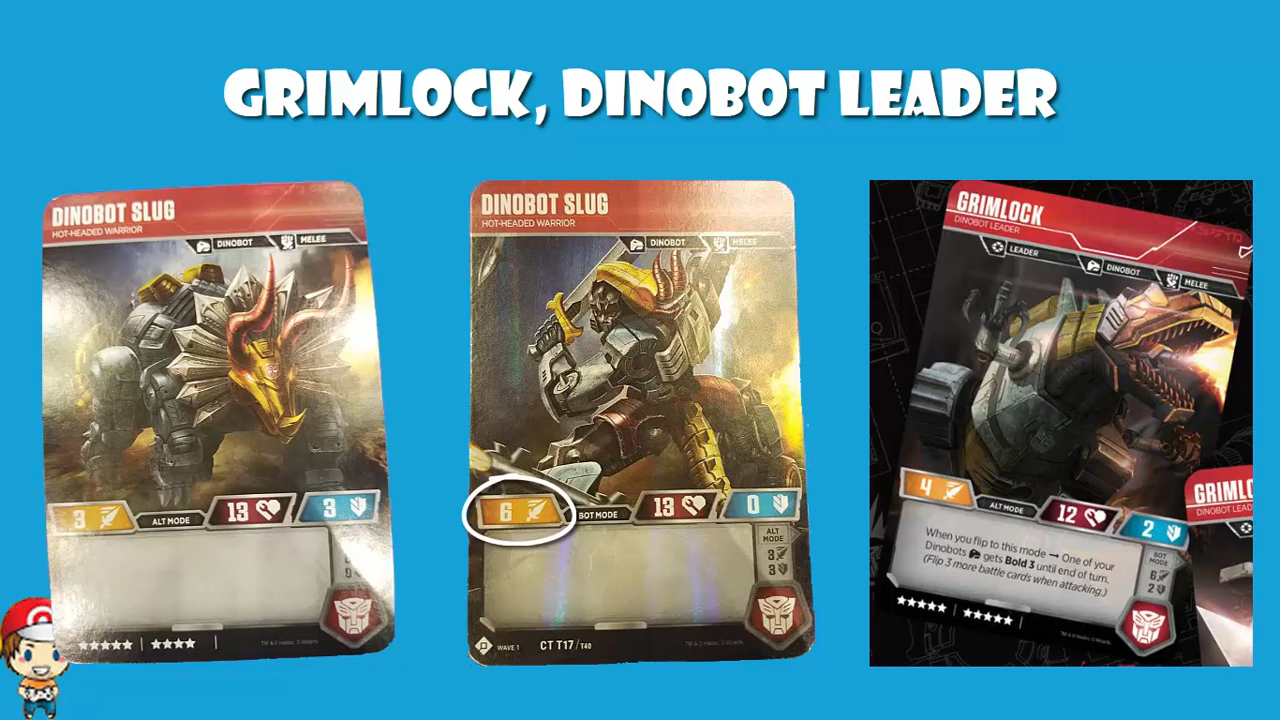 GRIMLOCK, DINOBOT LEADER
DINOBOT SLUG
HOT-HEADED WARRIOR
DINOBOT
MELEE
3
ALT MODE
13
3
DINOBOT SLUG
HOT-HEADED WARRIOR
DINOBOT
MELEE
6
BOT MODE
13
0
ALT
MODE
3
3
WAVE 1
CT T17/T40
GRIMLOCK
DINOBOT LEADER
LEADER
DINOBOT
MELEE
4
ALT MODE
12
2
When you flip to this mode → One of your
Dinobots gets Bold 3 until end of turn.
(Flip 3 more battle cards when attacking.)
BOT
MODE
6
2